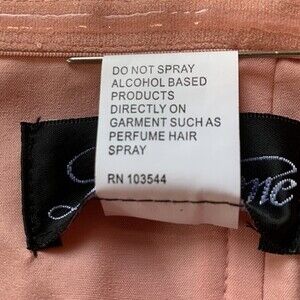 DO NOT SPRAY
ALCOHOL BASED
PRODUCTS
DIRECTLY ON
GARMENT SUCH AS
PERFUME HAIR
SPRAY
RN 103544